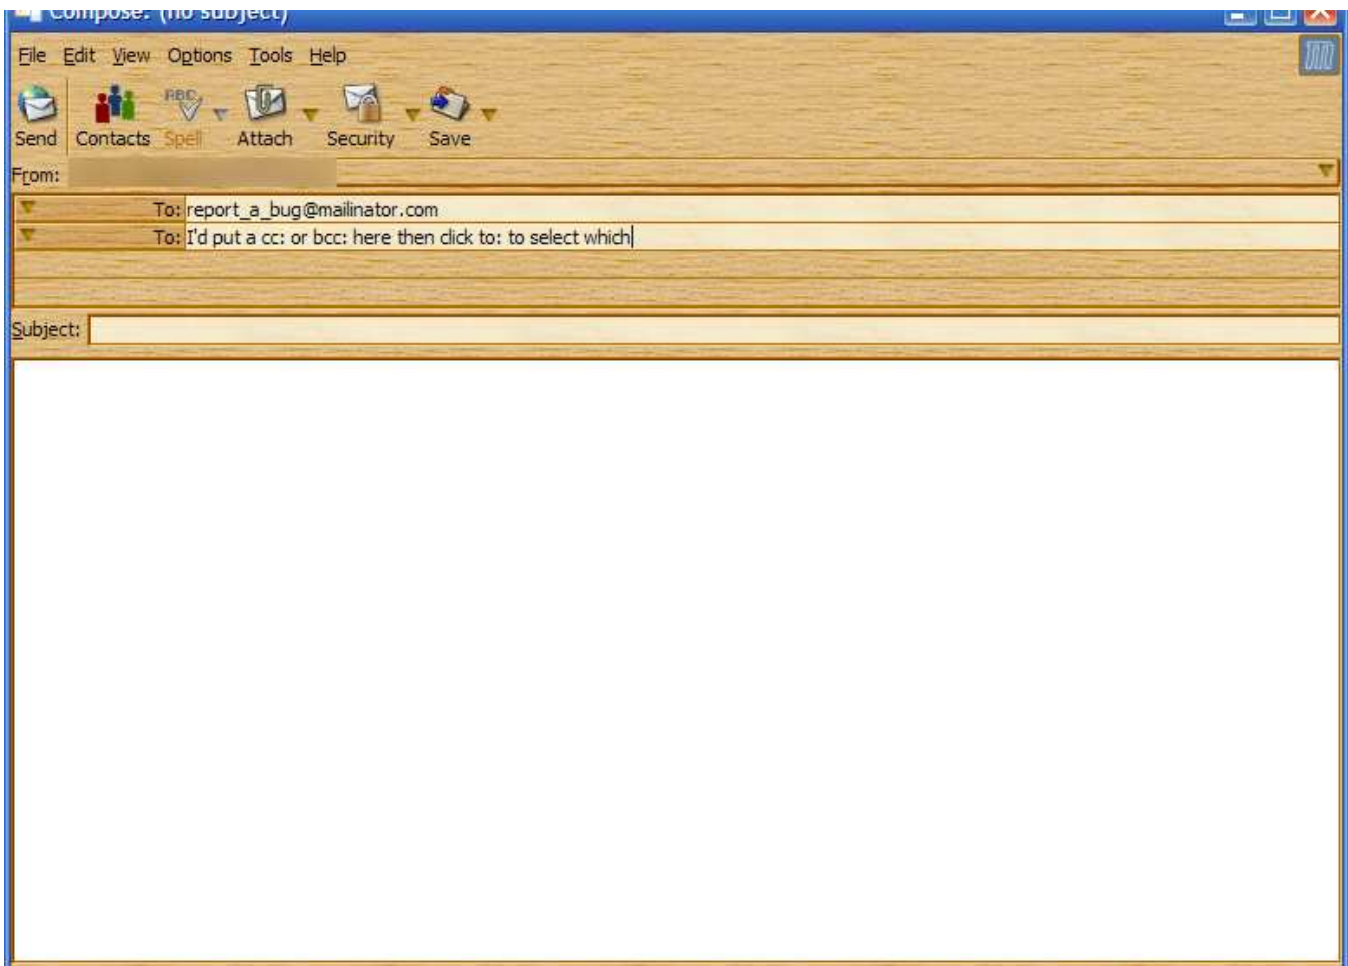 Compose: (no subject)
File Edit View Options Tools Help
ABC
Send Contacts Spell Attach Security Save
From:
To: report_a_bug@mailinator.com
To: I'd put a cc: or bcc: here then click to: to select which
Subject: